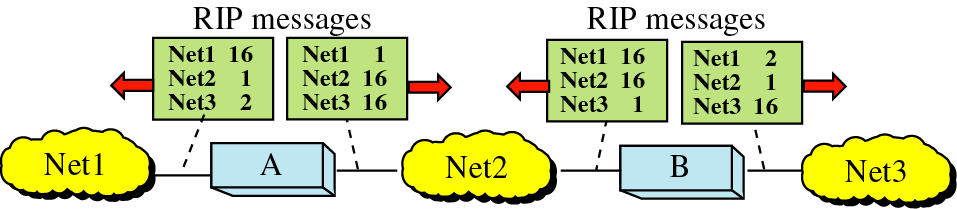 RIP messages
RIP messages
Net1 16
Net2 1
Net3 2
Net1 1
Net2 16
Net3 16
Net1 16
Net2 16
Net3 1
Net1 2
Net2 1
Net3 16
Net1
A
Net2
B
Net3